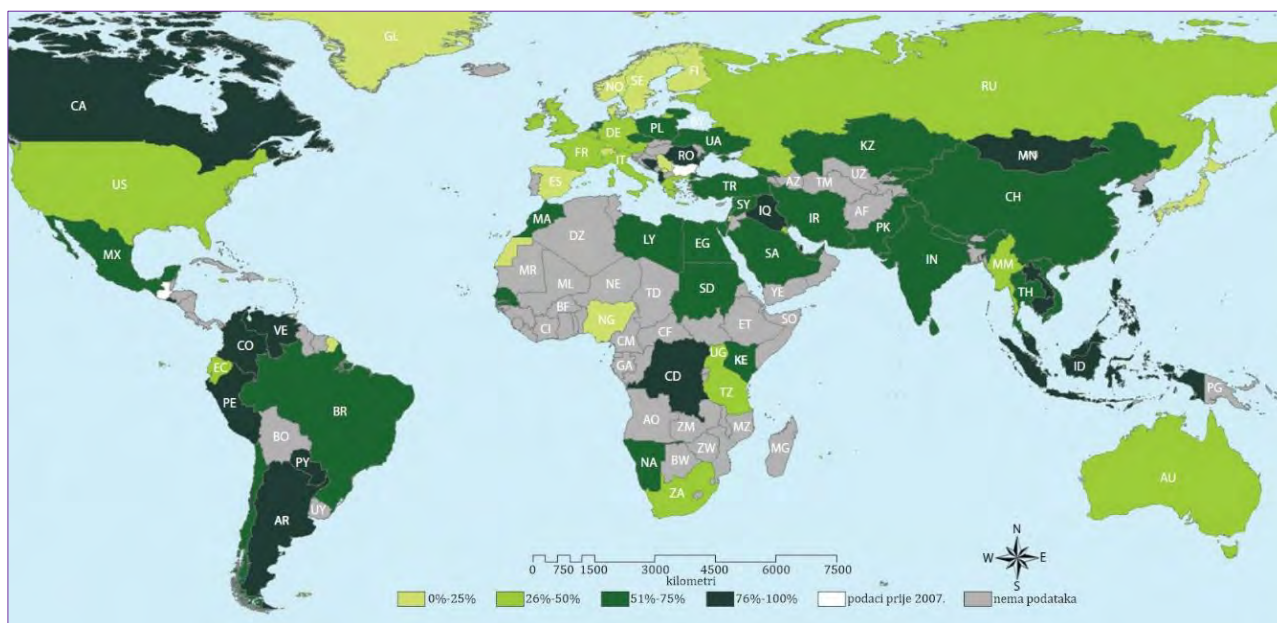 GL
CA
NO SE FI
RU
DE PL
UA
FR
IT RO
KZ
MN
US
ES
AZ TM UZ
TR
CH
MA
SY IQ IR AF
PK
DZ
LY EG
SA
MX
IN
MM
MR
ML NE
TD
SD
YE
TH
BF
NG
CI
CM
CF
ET
SO
VE
CO
GA
UG
KE
ID
EC
CD
TZ
PG
PE
BR
BO
AO
ZM
MZ
ZW
MG
PY
NA
BW
AU
UY
ZA
AR
N
W E
S
0 750 1500 3000 4500 6000 7500
kilometri
0%-25% 26%-50% 51%-75% 76%-100% podaci prije 2007. nema podataka